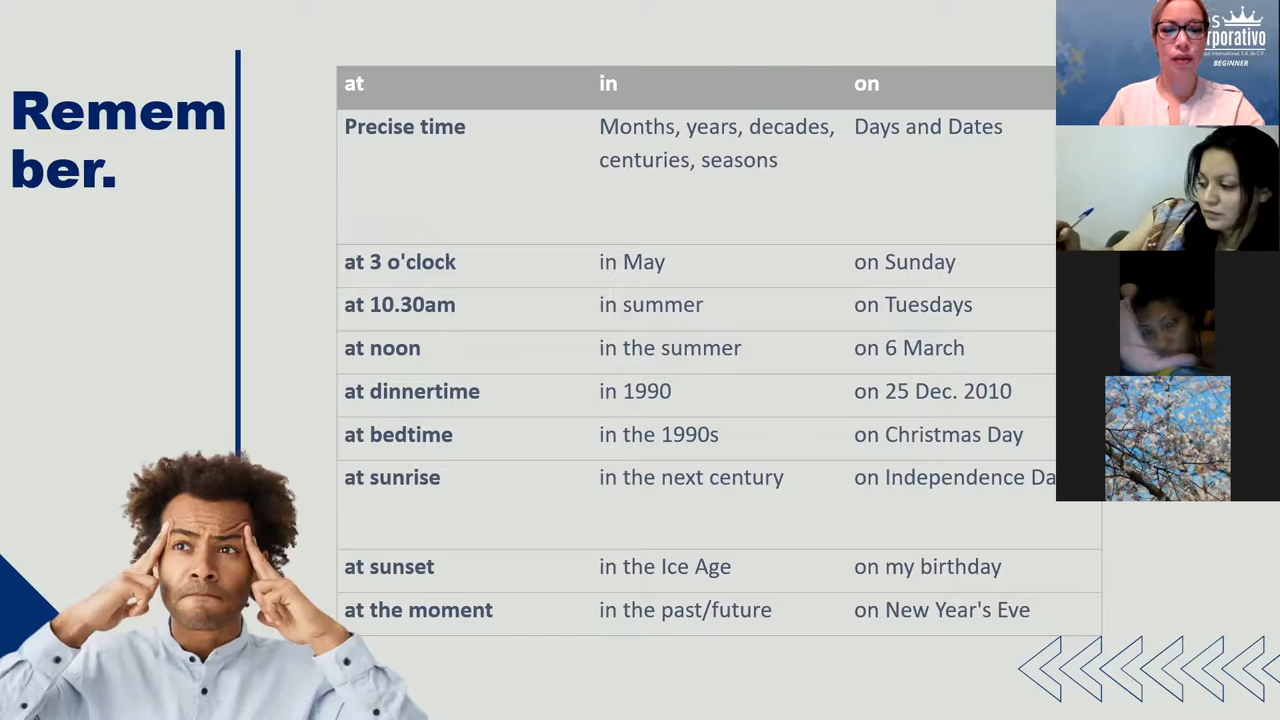 Remem
ber.
at in on
Precise time Months, years, decades, Days and Dates
centuries, seasons
at 3 o'clock in May on Sunday
at 10.30am in summer on Tuesdays
at noon in the summer on 6 March
at dinnertime in 1990 on 25 Dec. 2010
at bedtime in the 1990s on Christmas Day
at sunrise in the next century on Independence Da
at sunset in the Ice Age on my birthday
at the moment in the past/future on New Year's Eve
rporativo
BEGINNER